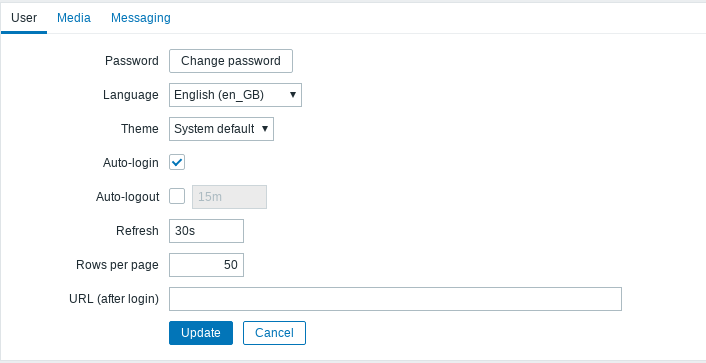 User Media Messaging
Password Change password
Language English (en_GB)
Theme System default
Auto-login
Auto-logout 15m
Refresh 30s
Rows per page 50
URL (after login)
Update Cancel